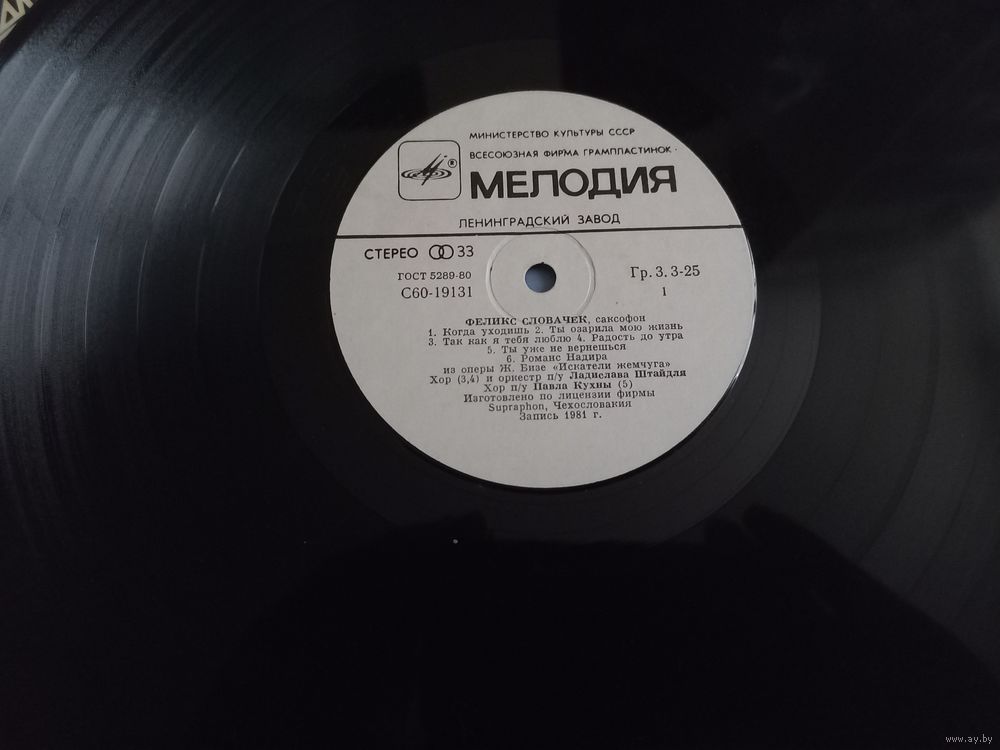 МИНИСТЕРСТВО КУЛЬТУРЫ СССР
ВСЕСОЮЗНАЯ ФИРМА ГРАМПЛАСТИНОК
®
МЕЛОДИЯ
ЛЕНИНГРАДСКИЙ ЗАВОД
СТЕРЕО 33
ГОСТ 5289-80
С60-19131
Гр. 3. 3-25
1
ФЕЛИКС СЛОВАЧЕК, саксофон
1. Когда уходишь 2. Ты озарила мою жизнь
3. Так как я тебя люблю 4. Радость до утра
5. Ты уже не вернешься
6. Романс Надира
из оперы Ж. Бизе «Искатели жемчуга»
Хор (3,4) и оркестр п/у Ладислава Штайдля
Хор п/у Павла Кухны (5)
Изготовлено по лицензии фирмы
Supraphon, Чехословакия
Запись 1981 г.
www.ay.by